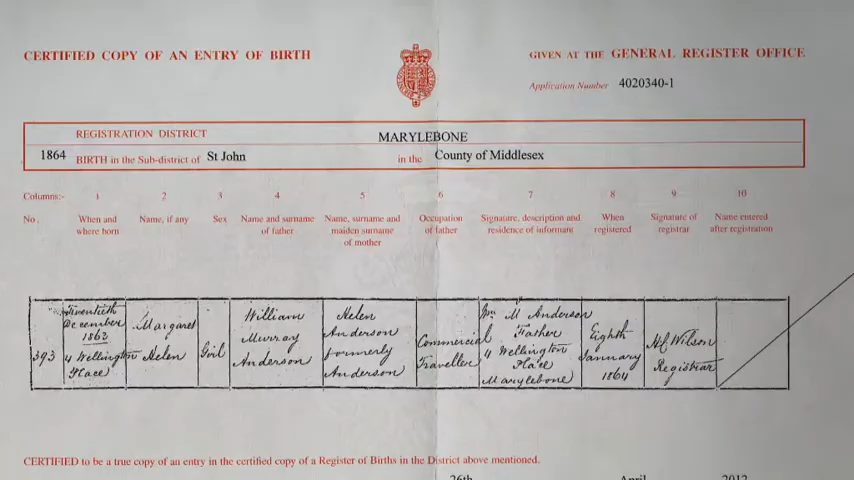 CERTIFIED COPY OF AN ENTRY OF BIRTH
GIVEN AT THE GENERAL REGISTER OFFICE
Application Number 4020340-1
REGISTRATION DISTRICT MARYLEBONE
1864 BIRTH in the Sub-district of St John in the County of Middlesex
Columns:- 1 2 3 4 5 6 7 8 9 10
No. When and where born Name, if any Sex Name and surname of father Name, surname and maiden surname of mother Occupation of father Signature, description and residence of informant When registered Signature of registrar Name entered after registration
393
Twentieth
December
1863
4 Wellington
Place
Margaret
Helen
Girl
William
Murray
Anderson
Helen
Anderson
formerly
Anderson
Commercial
Traveller
Wm. M Anderson
Father
4 Wellington
Place
Marylebone
Eighth
January
1864
Wilson
Registrar
CERTIFIED to be a true copy of an entry in the certified copy of a Register of Births in the District above mentioned.
26th April 2012